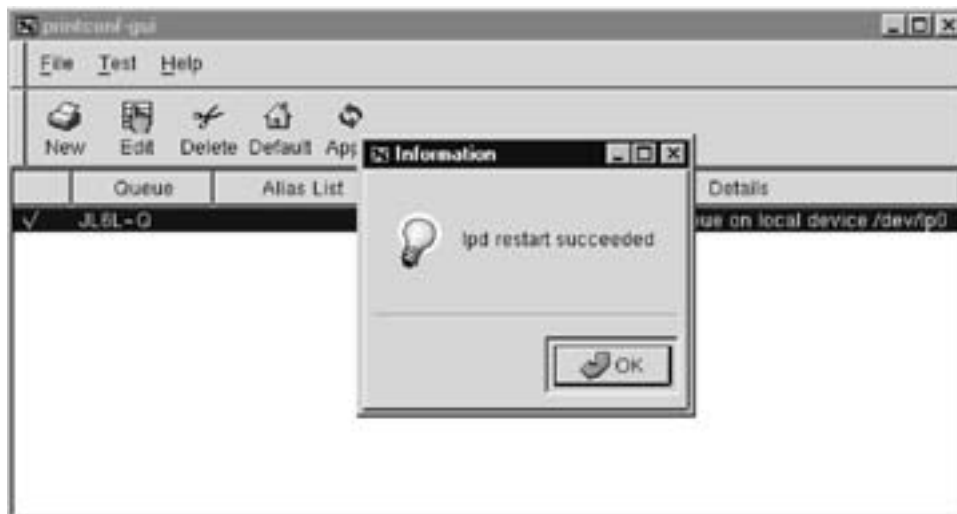 printconf-gui
File Test Help
New Edit Delete Default App
Information
Queue Alias List Details
JL6L-Q ue on local device /dev/lp0
lpd restart succeeded
OK